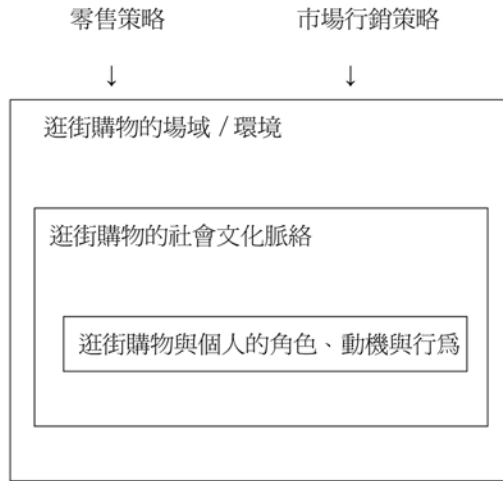 零售策略 市場行銷策略
↓ ↓
逛街購物的場域 / 環境
逛街購物的社會文化脈絡
逛街購物與個人的角色、動機與行爲